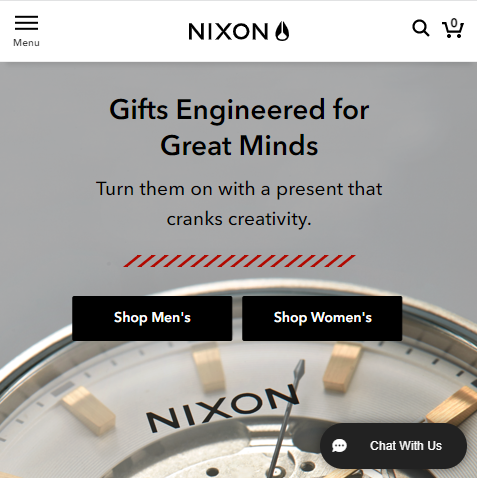 Menu
NIXON
0
Gifts Engineered for
Great Minds
Turn them on with a present that
cranks creativity.
Shop Men's
Shop Women's
NIXON
Chat With Us